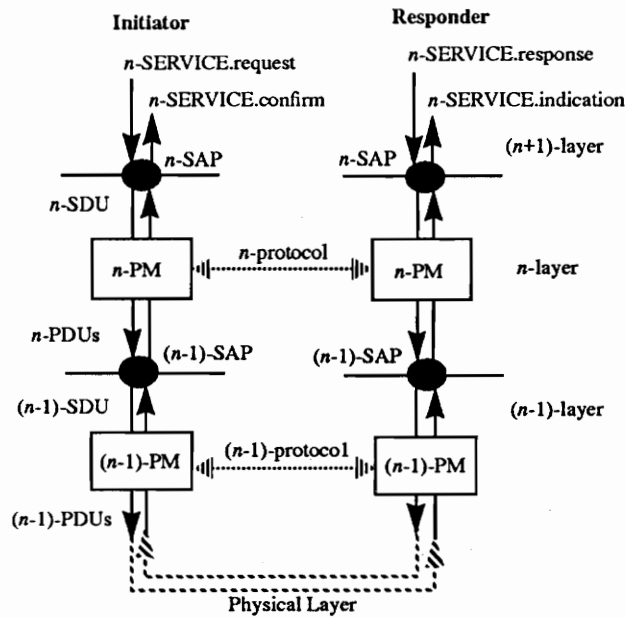 Initiator
Responder
n-SERVICE.request
n-SERVICE.response
n-SERVICE.confirm
n-SERVICE.indication
n-SAP
n-SAP
(n+1)-layer
n-SDU
n-PM
n-protocol
n-PM
n-layer
n-PDUs
(n-1)-SAP
(n-1)-SAP
(n-1)-SDU
(n-1)-layer
(n-1)-PM
(n-1)-protocol
(n-1)-PM
(n-1)-PDUs
Physical Layer